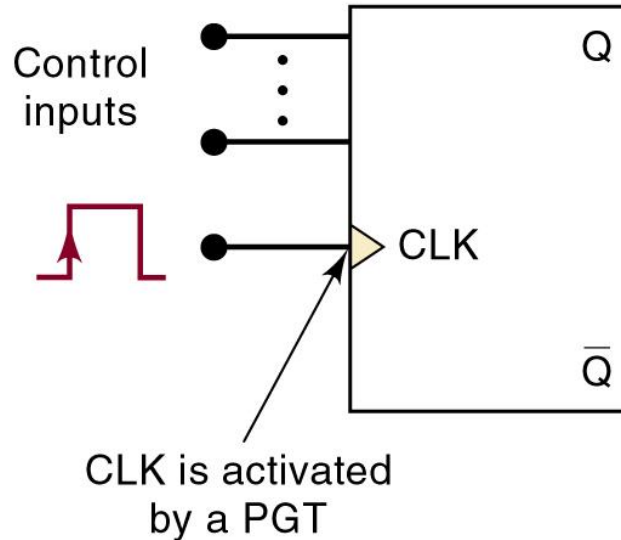 Control
inputs
Q
CLK
Q̅
CLK is activated
by a PGT